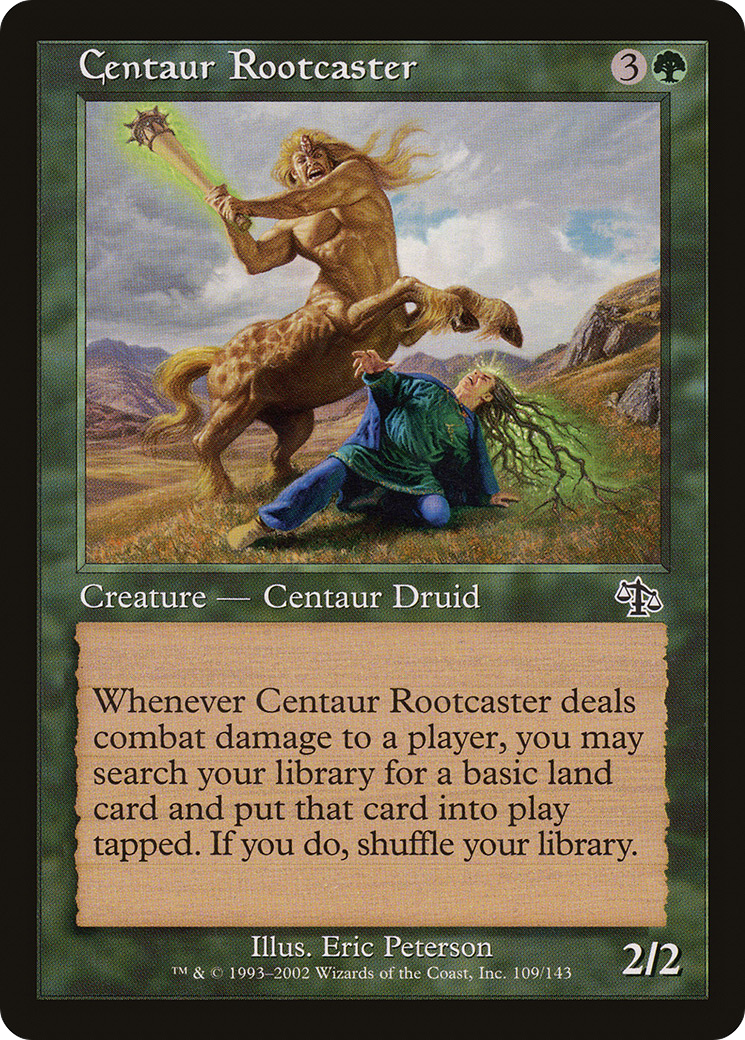 Centaur Rootcaster 3
Creature — Centaur Druid
Whenever Centaur Rootcaster deals
combat damage to a player, you may
search your library for a basic land
card and put that card into play
tapped. If you do, shuffle your library.
Illus. Eric Peterson
™ & © 1993–2002 Wizards of the Coast, Inc. 109/143
2/2